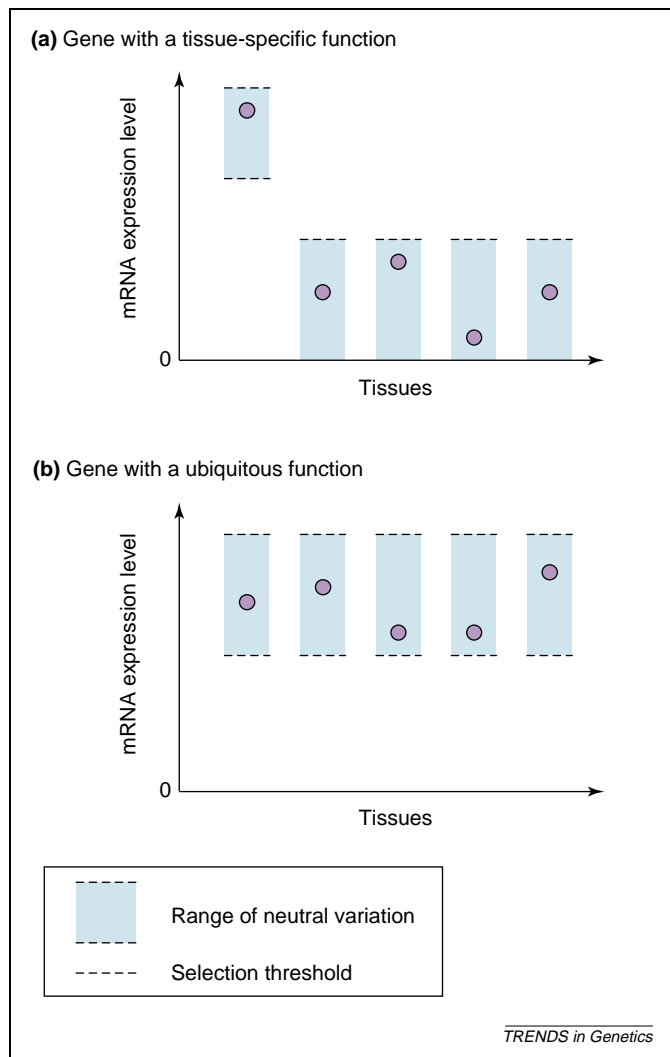 (a) Gene with a tissue-specific function
mRNA expression level
0
Tissues
(b) Gene with a ubiquitous function
mRNA expression level
0
Tissues
Range of neutral variation
Selection threshold
TRENDS in Genetics